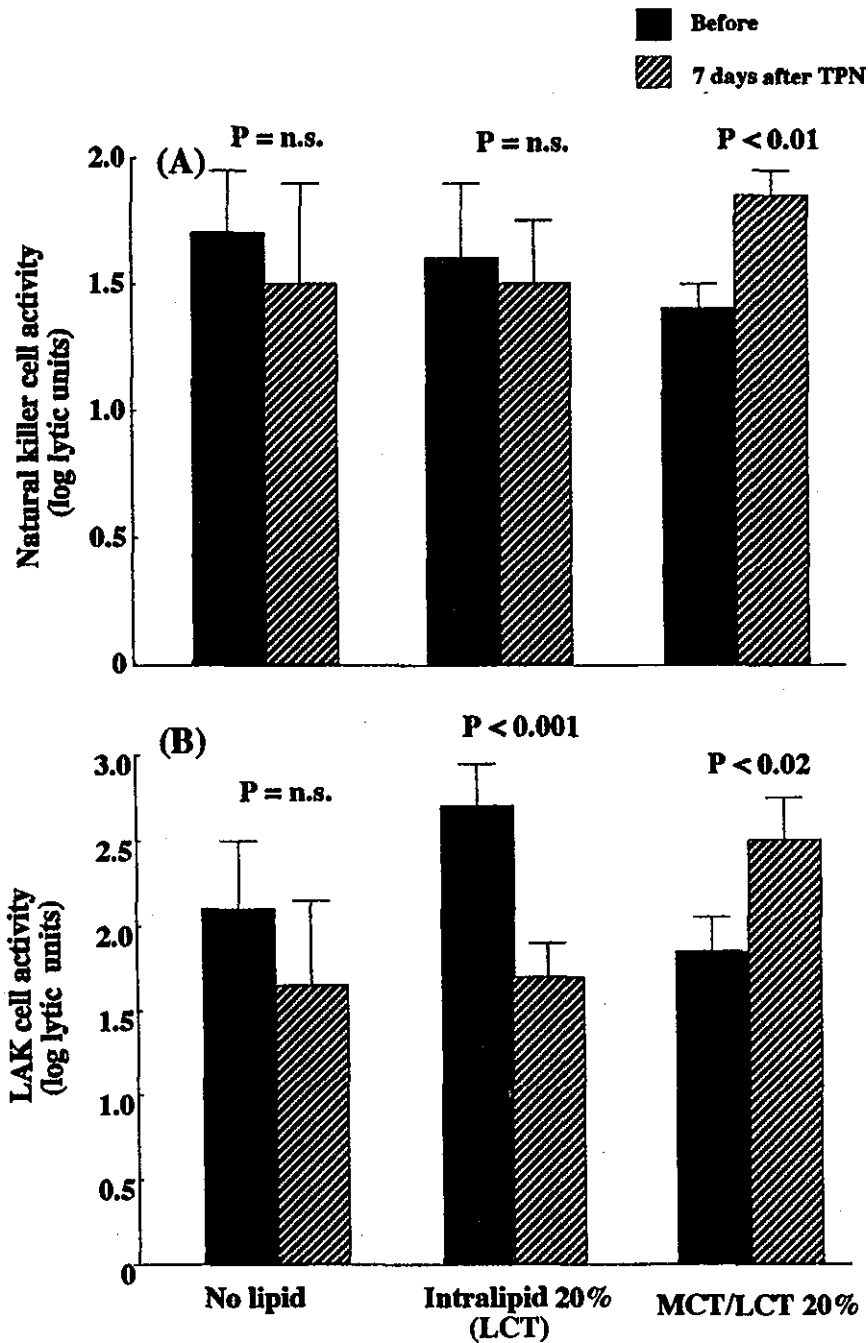 Before
7 days after TPN
P = n.s.
P = n.s.
P < 0.01
(A)
2.0
1.5
1.0
0.5
0
Natural killer cell activity
(log lytic units)
(B)
P = n.s.
P < 0.001
P < 0.02
3.0
2.5
2.0
1.5
1.0
0.5
0
LAK cell activity
(log lytic units)
No lipid
Intralipid 20%
(LCT)
MCT/LCT 20%